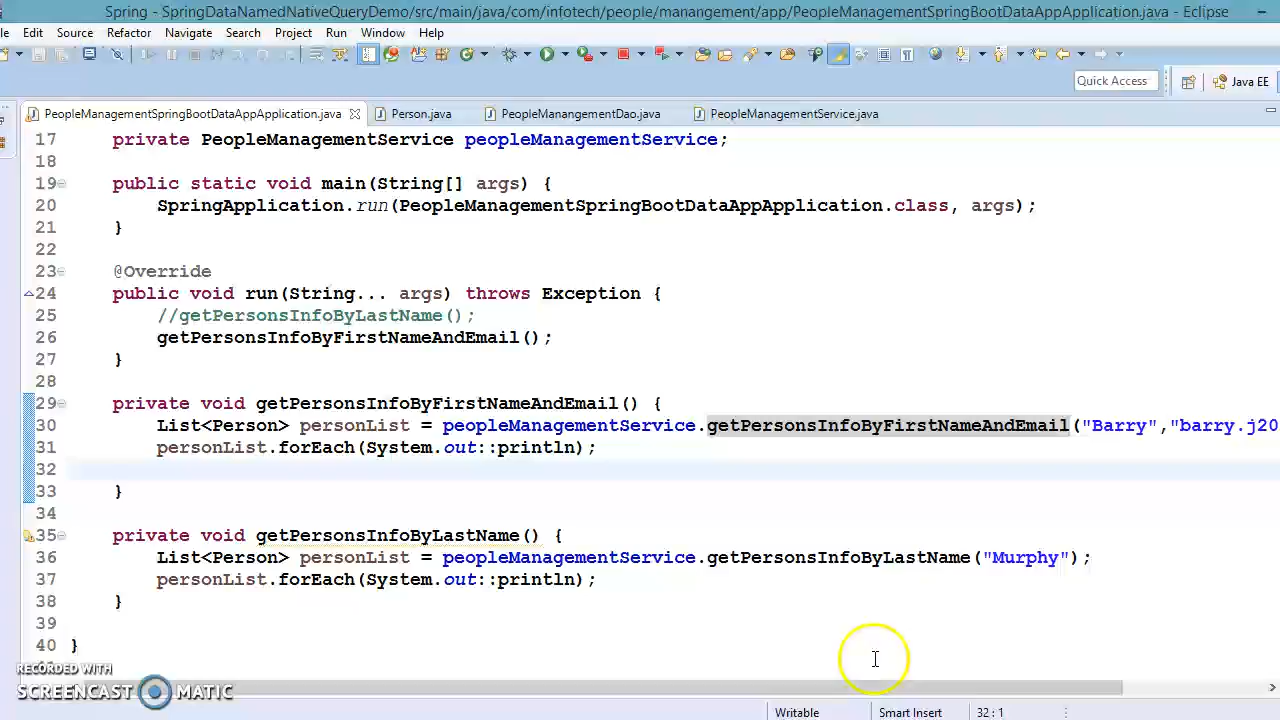 Spring - SpringDataNamedNativeQueryDemo/src/main/java/com/infotech/people/manangement/app/PeopleManagementSpringBootDataAppApplication.java - Eclipse
Edit Source Refactor Navigate Search Project Run Window Help
Quick Access Java EE
PeopleManagementSpringBootDataAppApplication.java Person.java PeopleManangementDao.java PeopleManagementService.java
17 private PeopleManagementService peopleManagementService;
18
19 public static void main(String[] args) {
20 SpringApplication.run(PeopleManagementSpringBootDataAppApplication.class, args);
21 }
22
23 @Override
24 public void run(String... args) throws Exception {
25 //getPersonsInfoByLastName();
26 getPersonsInfoByFirstNameAndEmail();
27 }
28
29 private void getPersonsInfoByFirstNameAndEmail() {
30 List<Person> personList = peopleManagementService.getPersonsInfoByFirstNameAndEmail("Barry","barry.j20
31 personList.forEach(System.out::println);
32
33 }
34
35 private void getPersonsInfoByLastName() {
36 List<Person> personList = peopleManagementService.getPersonsInfoByLastName("Murphy");
37 personList.forEach(System.out::println);
38 }
39
40 }
RECORDED WITH
SCREENCAST MATIC
Writable Smart Insert 32:1